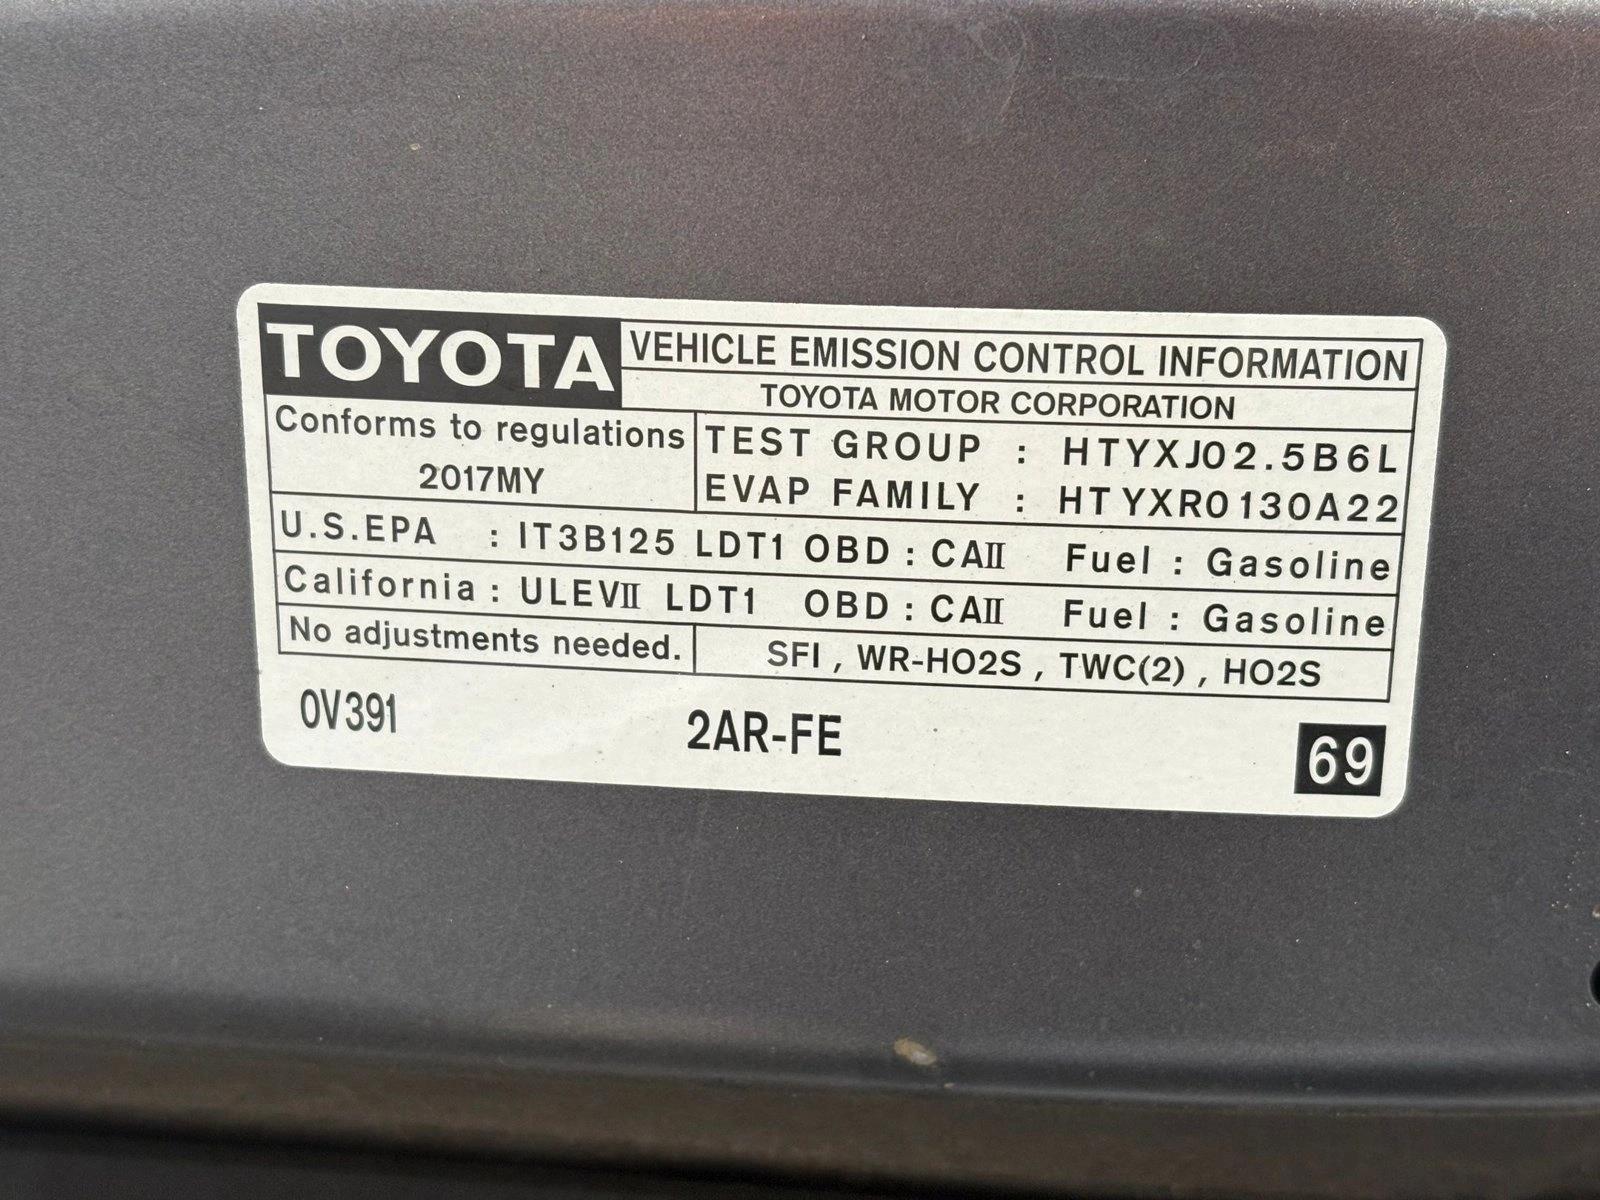 TOYOTA VEHICLE EMISSION CONTROL INFORMATION
TOYOTA MOTOR CORPORATION
Conforms to regulations
2017MY
TEST GROUP : HTYXJ02.5B6L
EVAP FAMILY : HTYXR0130A22
U.S.EPA : IT3B125 LDT1 OBD : CAⅡ Fuel : Gasoline
California : ULEVⅡ LDT1 OBD : CAⅡ Fuel : Gasoline
No adjustments needed. SFI , WR-HO2S , TWC(2) , HO2S
0V391 2AR-FE 69